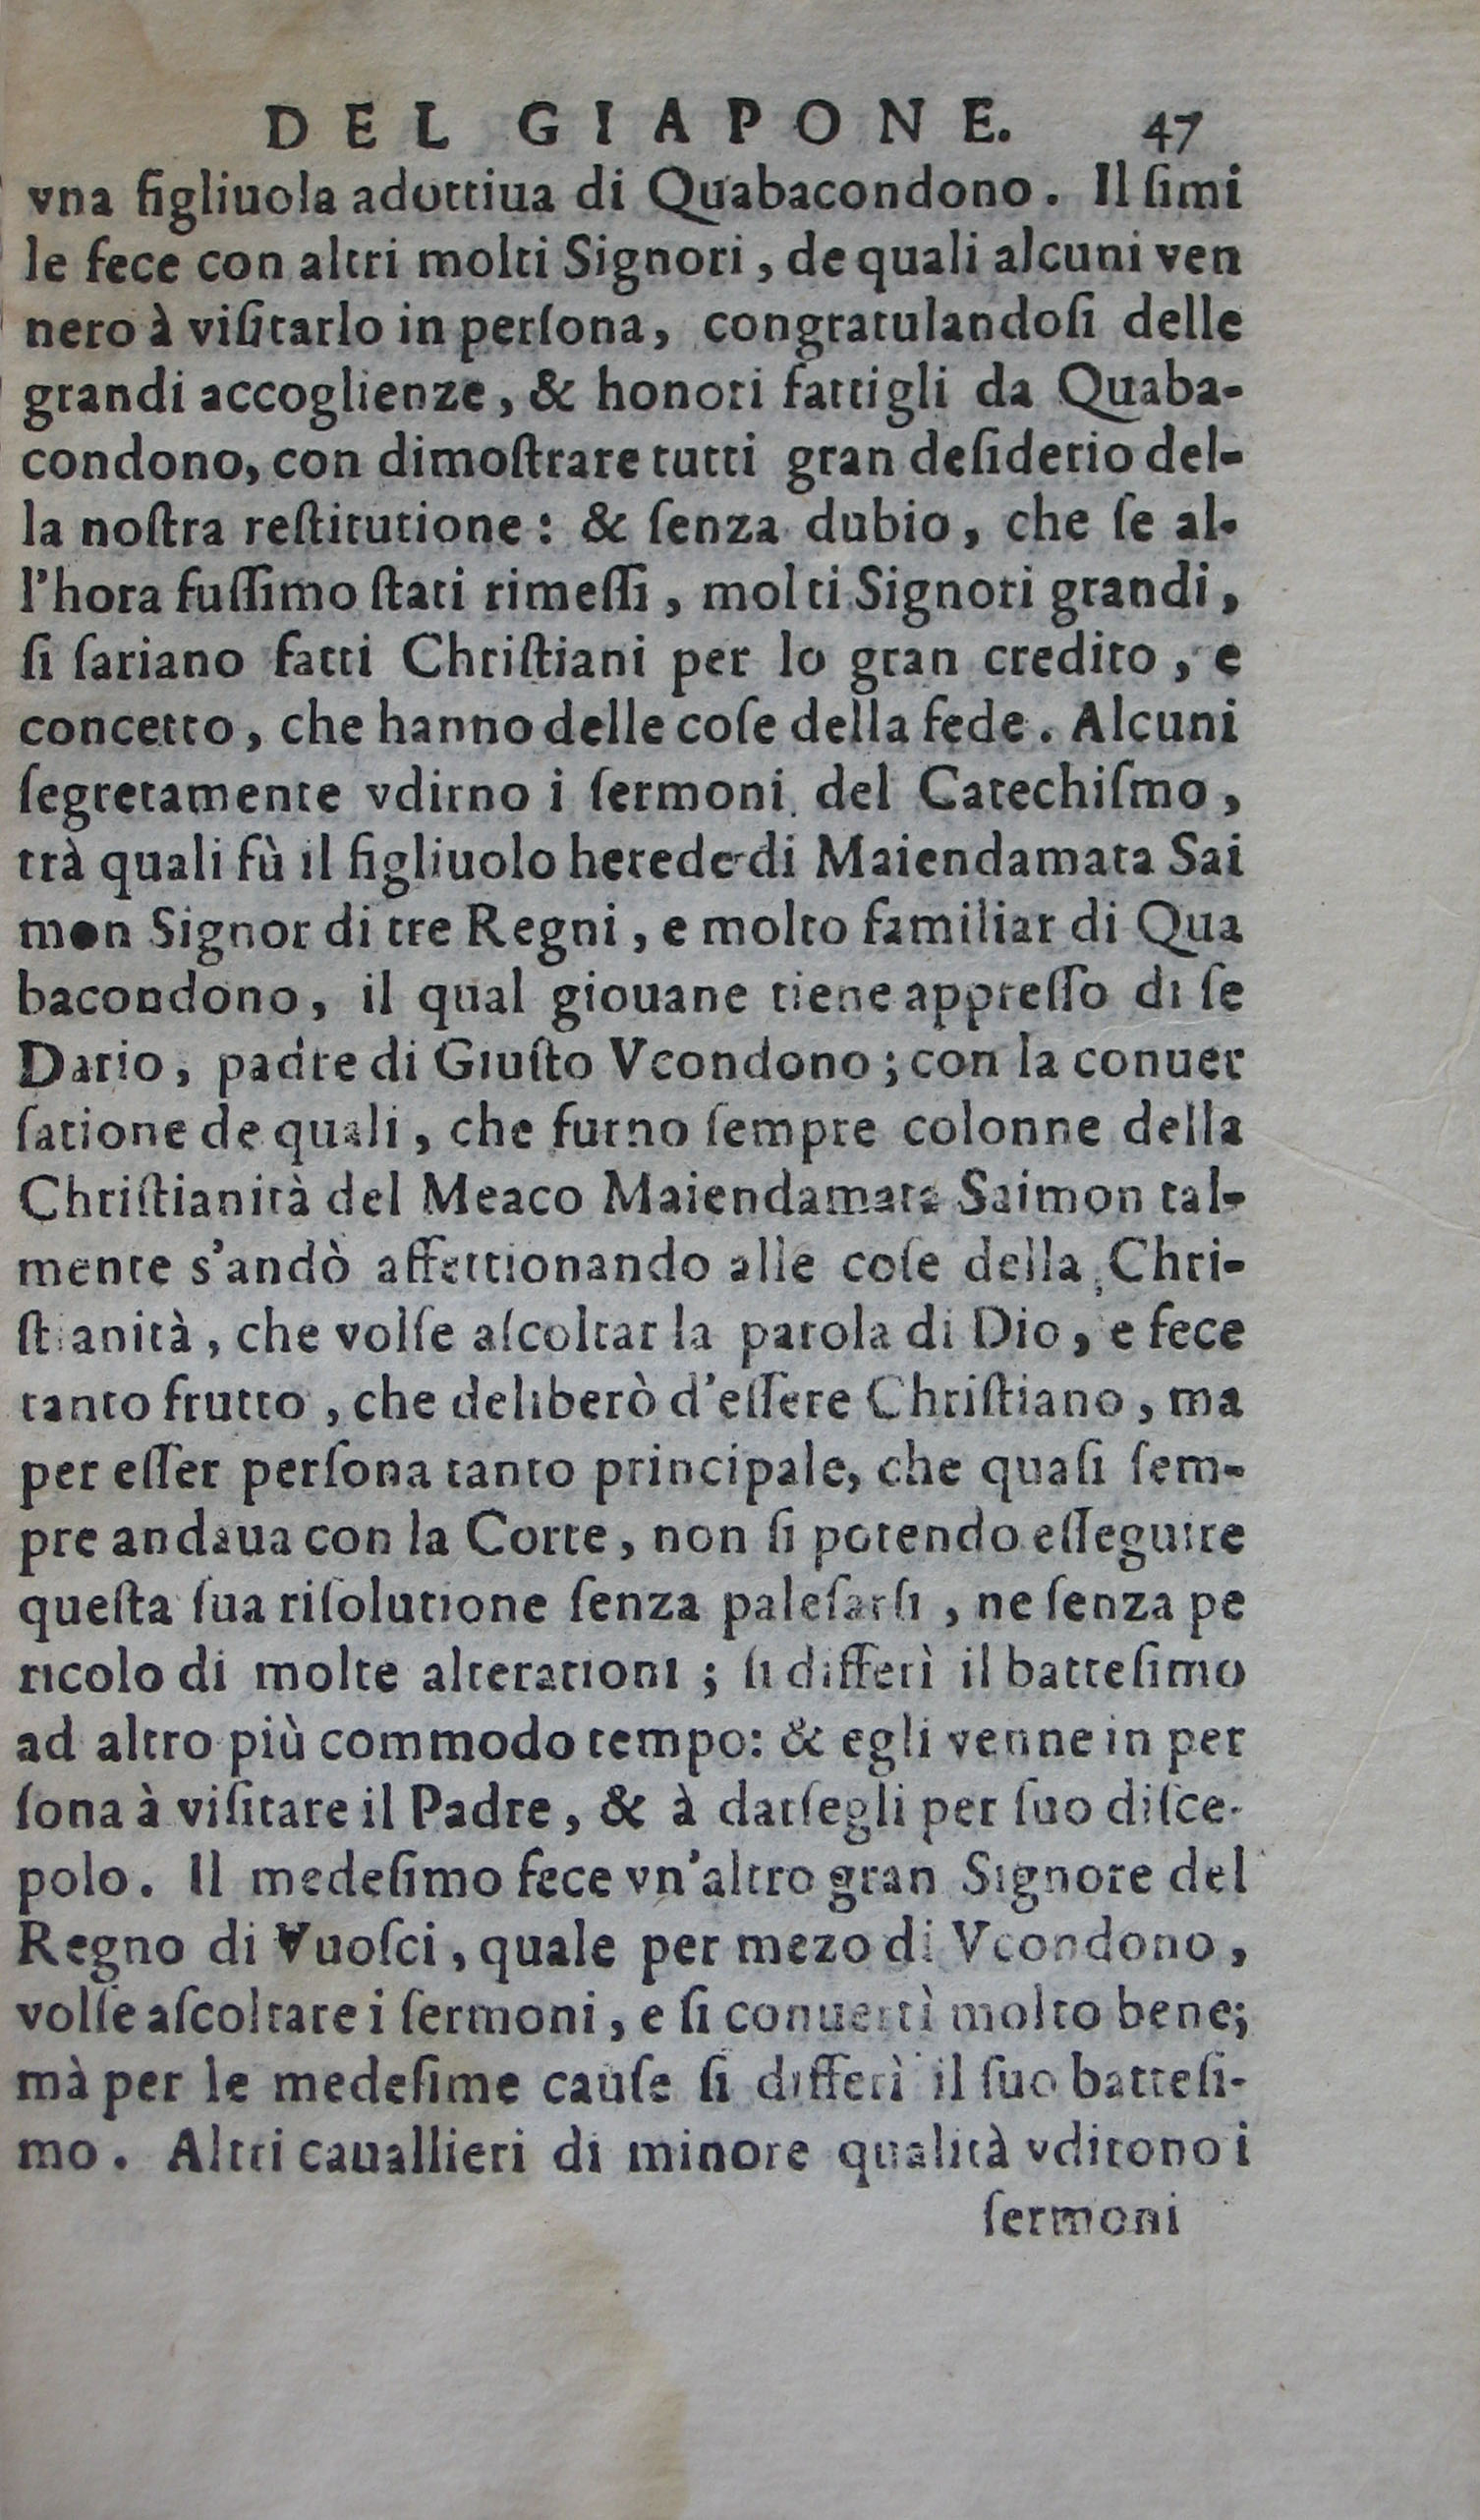 DEL GIAPONE. 47
vna figliuola adottiua di Quabacondono. Il ſimi
le fece con altri molti Signori, de quali alcuni ven
nero à viſitarlo in perſona, congratulandoſi delle
grandi accoglienze, & honori fattigli da Quaba-
condono, con dimoſtrare tutti gran deſiderio del-
la noſtra reſtitutione: & ſenza dubio, che ſe al-
l'hora fuſſimo ſtati rimeſſi, molti Signori grandi,
ſi ſariano fatti Chriſtiani per lo gran credito, e
concetto, che hanno delle coſe della fede. Alcuni
ſegretamente vdirno i ſermoni del Catechiſmo,
trà quali fù il figliuolo herede di Maiendamata Sai
mon Signor di tre Regni, e molto familiar di Qua
bacondono, il qual giouane tiene appreſſo di ſe
Dario, padre di Giuſto Vcondono; con la conuer
ſatione de quali, che furno ſempre colonne della
Chriſtianità del Meaco Maiendamata Saimon tal-
mente s'andò affettionando alle coſe della Chri-
ſtianità, che volſe aſcoltar la parola di Dio, e fece
tanto frutto, che deliberò d'eſſere Chriſtiano, ma
per eſſer perſona tanto principale, che quaſi ſem-
pre andaua con la Corte, non ſi potendo eſſeguire
queſta ſua riſolutione ſenza paleſarſi, ne ſenza pe
ricolo di molte alterationi; ſi differì il batteſimo
ad altro più commodo tempo: & egli venne in per
ſona à viſitare il Padre, & à darſegli per ſuo diſce-
polo. Il medeſimo fece vn'altro gran Signore del
Regno di Vuoſci, quale per mezo di Vcondono,
volſe aſcoltare i ſermoni, e ſi conuertì molto bene;
mà per le medeſime cauſe ſi differì il ſuo batteſi-
mo. Altri cauallieri di minore qualità vdirono i
ſermoni